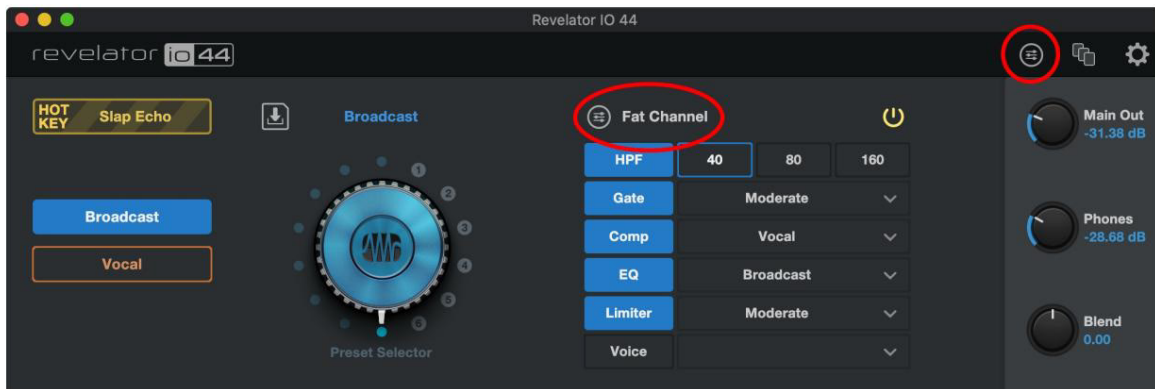 Revelator IO 44
revelator io 44
HOT KEY Slap Echo
Broadcast
Fat Channel
Main Out
-31.38 dB
HPF 40 80 160
1
2
3
4
5
6
Gate Moderate
Broadcast
Comp Vocal
Phones
-28.68 dB
Vocal
EQ Broadcast
Limiter Moderate
Blend
0.00
Preset Selector
Voice